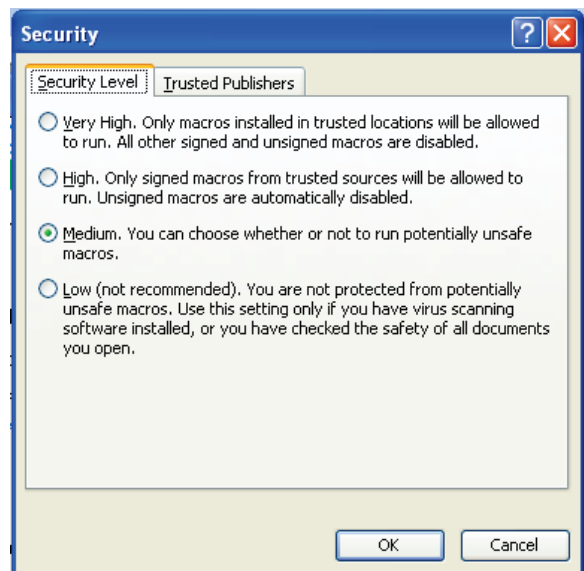 Security
Security Level
Trusted Publishers
Very High. Only macros installed in trusted locations will be allowed
to run. All other signed and unsigned macros are disabled.
High. Only signed macros from trusted sources will be allowed to
run. Unsigned macros are automatically disabled.
Medium. You can choose whether or not to run potentially unsafe
macros.
Low (not recommended). You are not protected from potentially
unsafe macros. Use this setting only if you have virus scanning
software installed, or you have checked the safety of all documents
you open.
OK
Cancel